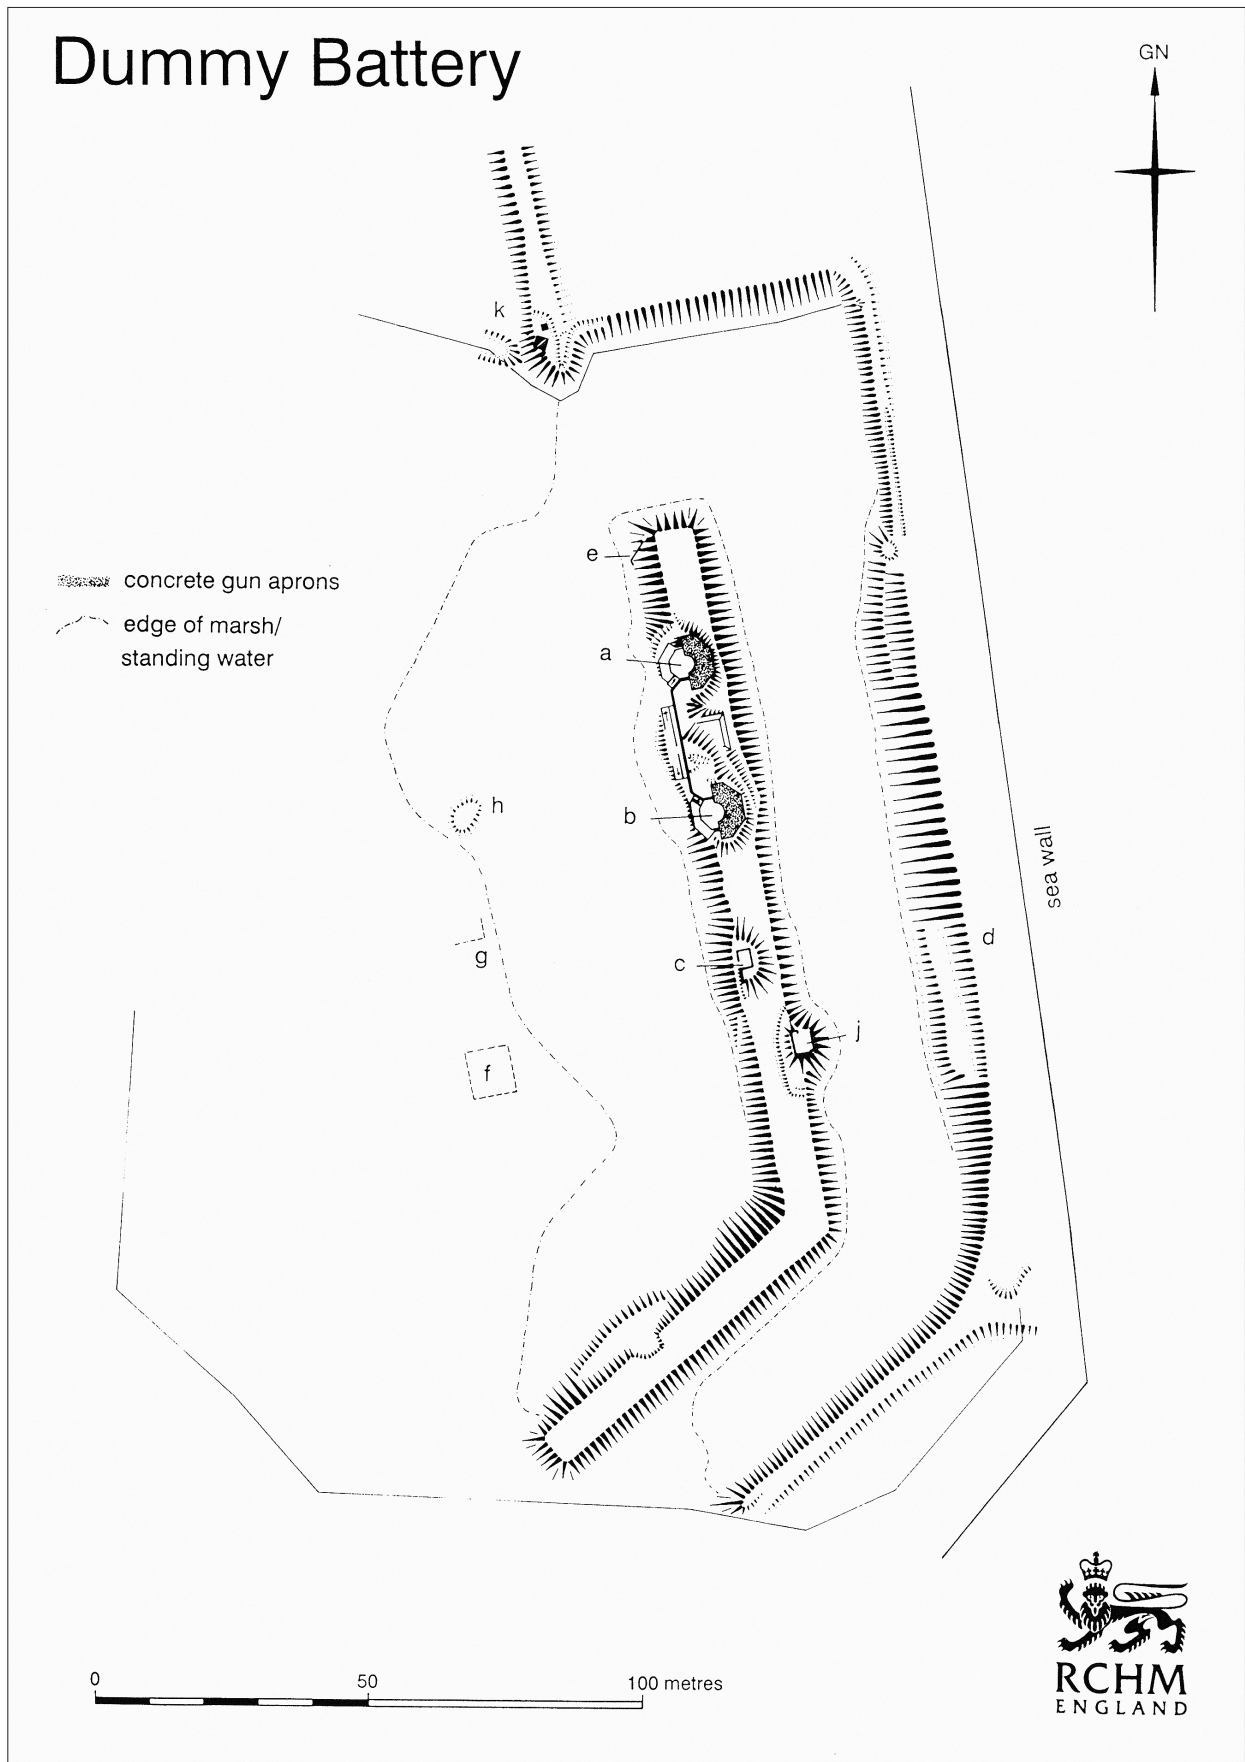 Dummy Battery
GN
k
e
concrete gun aprons
edge of marsh/
standing water
a
h
b
sea wall
d
g
c
j
f
0 50 100 metres
RCHM
ENGLAND